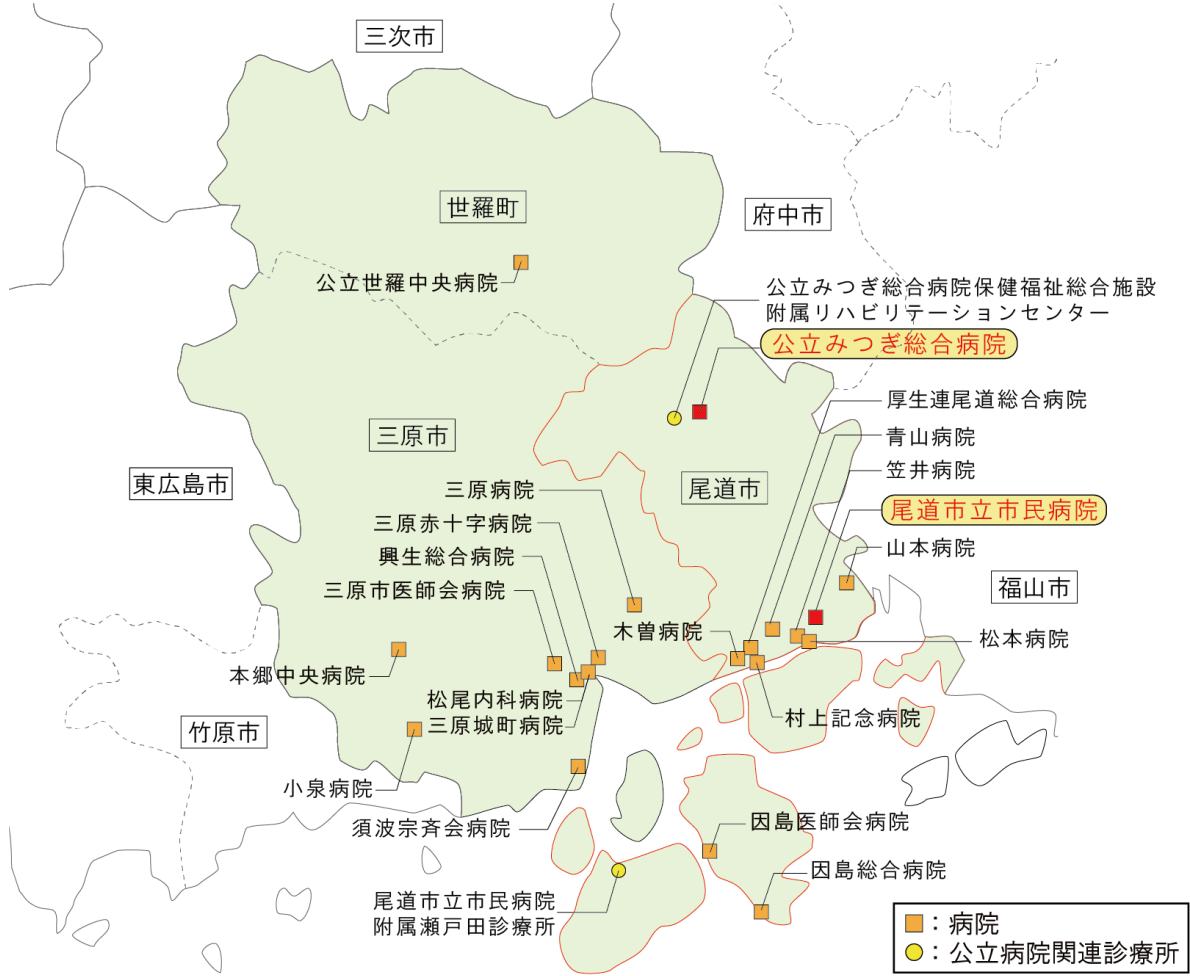 三次市
世羅町
府中市
公立世羅中央病院
公立みつぎ総合病院保健福祉総合施設
附属リハビリテーションセンター
公立みつぎ総合病院
厚生連尾道総合病院
三原市
青山病院
笠井病院
東広島市
三原病院
尾道市
尾道市立市民病院
三原赤十字病院
山本病院
興生総合病院
三原市医師会病院
福山市
木曽病院
松本病院
本郷中央病院
松尾内科病院
三原城町病院
村上記念病院
竹原市
小泉病院
須波宗斉会病院
因島医師会病院
因島総合病院
尾道市立市民病院
附属瀬戸田診療所
：病院
：公立病院関連診療所